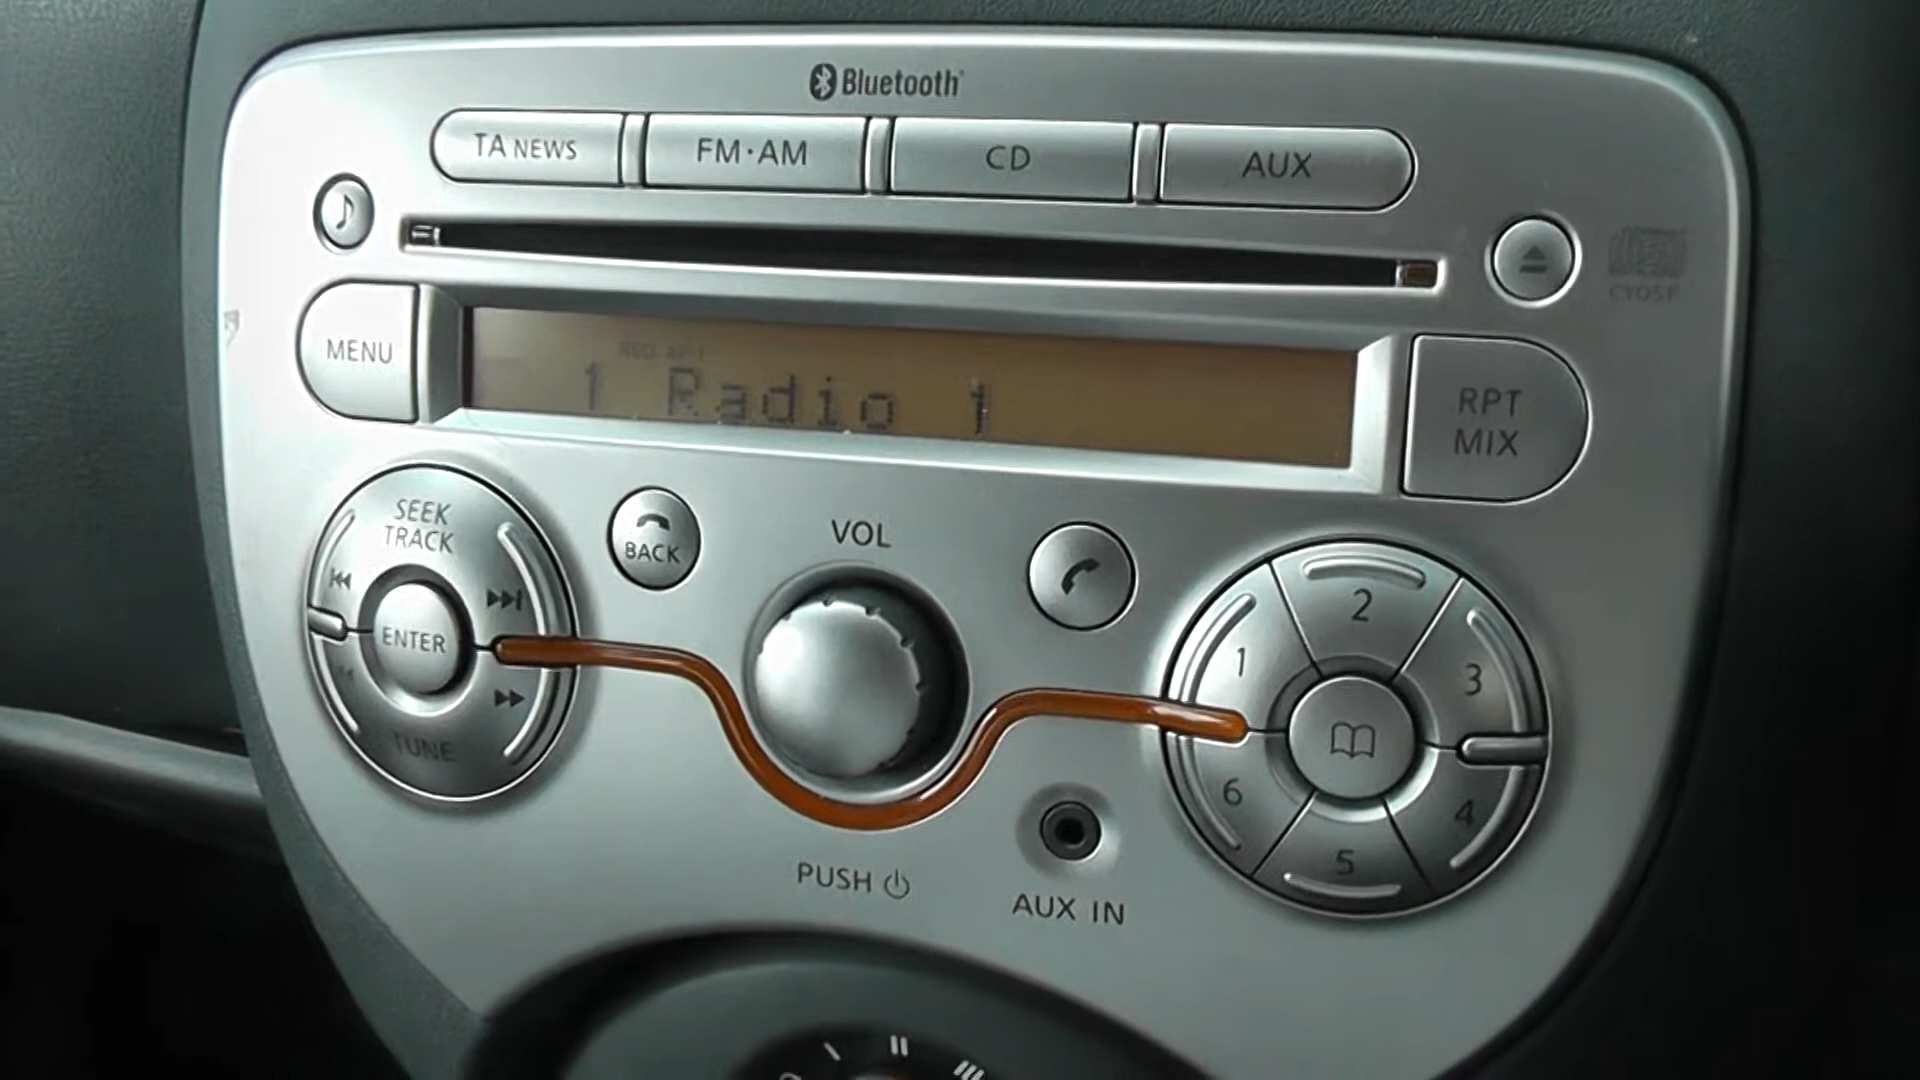 Bluetooth
TA NEWS
FM·AM
CD
AUX
MENU
1 Radio 1
RPT
MIX
SEEK
TRACK
BACK
VOL
ENTER
TUNE
1
2
3
4
5
6
PUSH
AUX IN